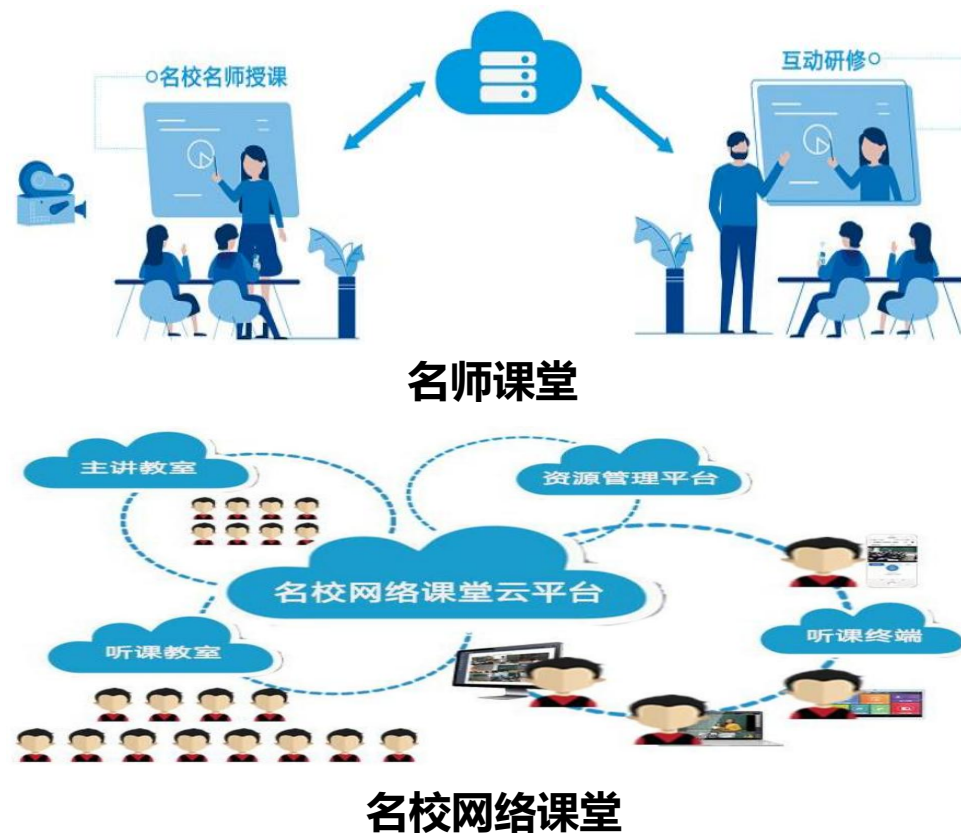 名校名师授课
互动研修
名师课堂
主讲教室
资源管理平台
名校网络课堂云平台
听课教室
听课终端
名校网络课堂